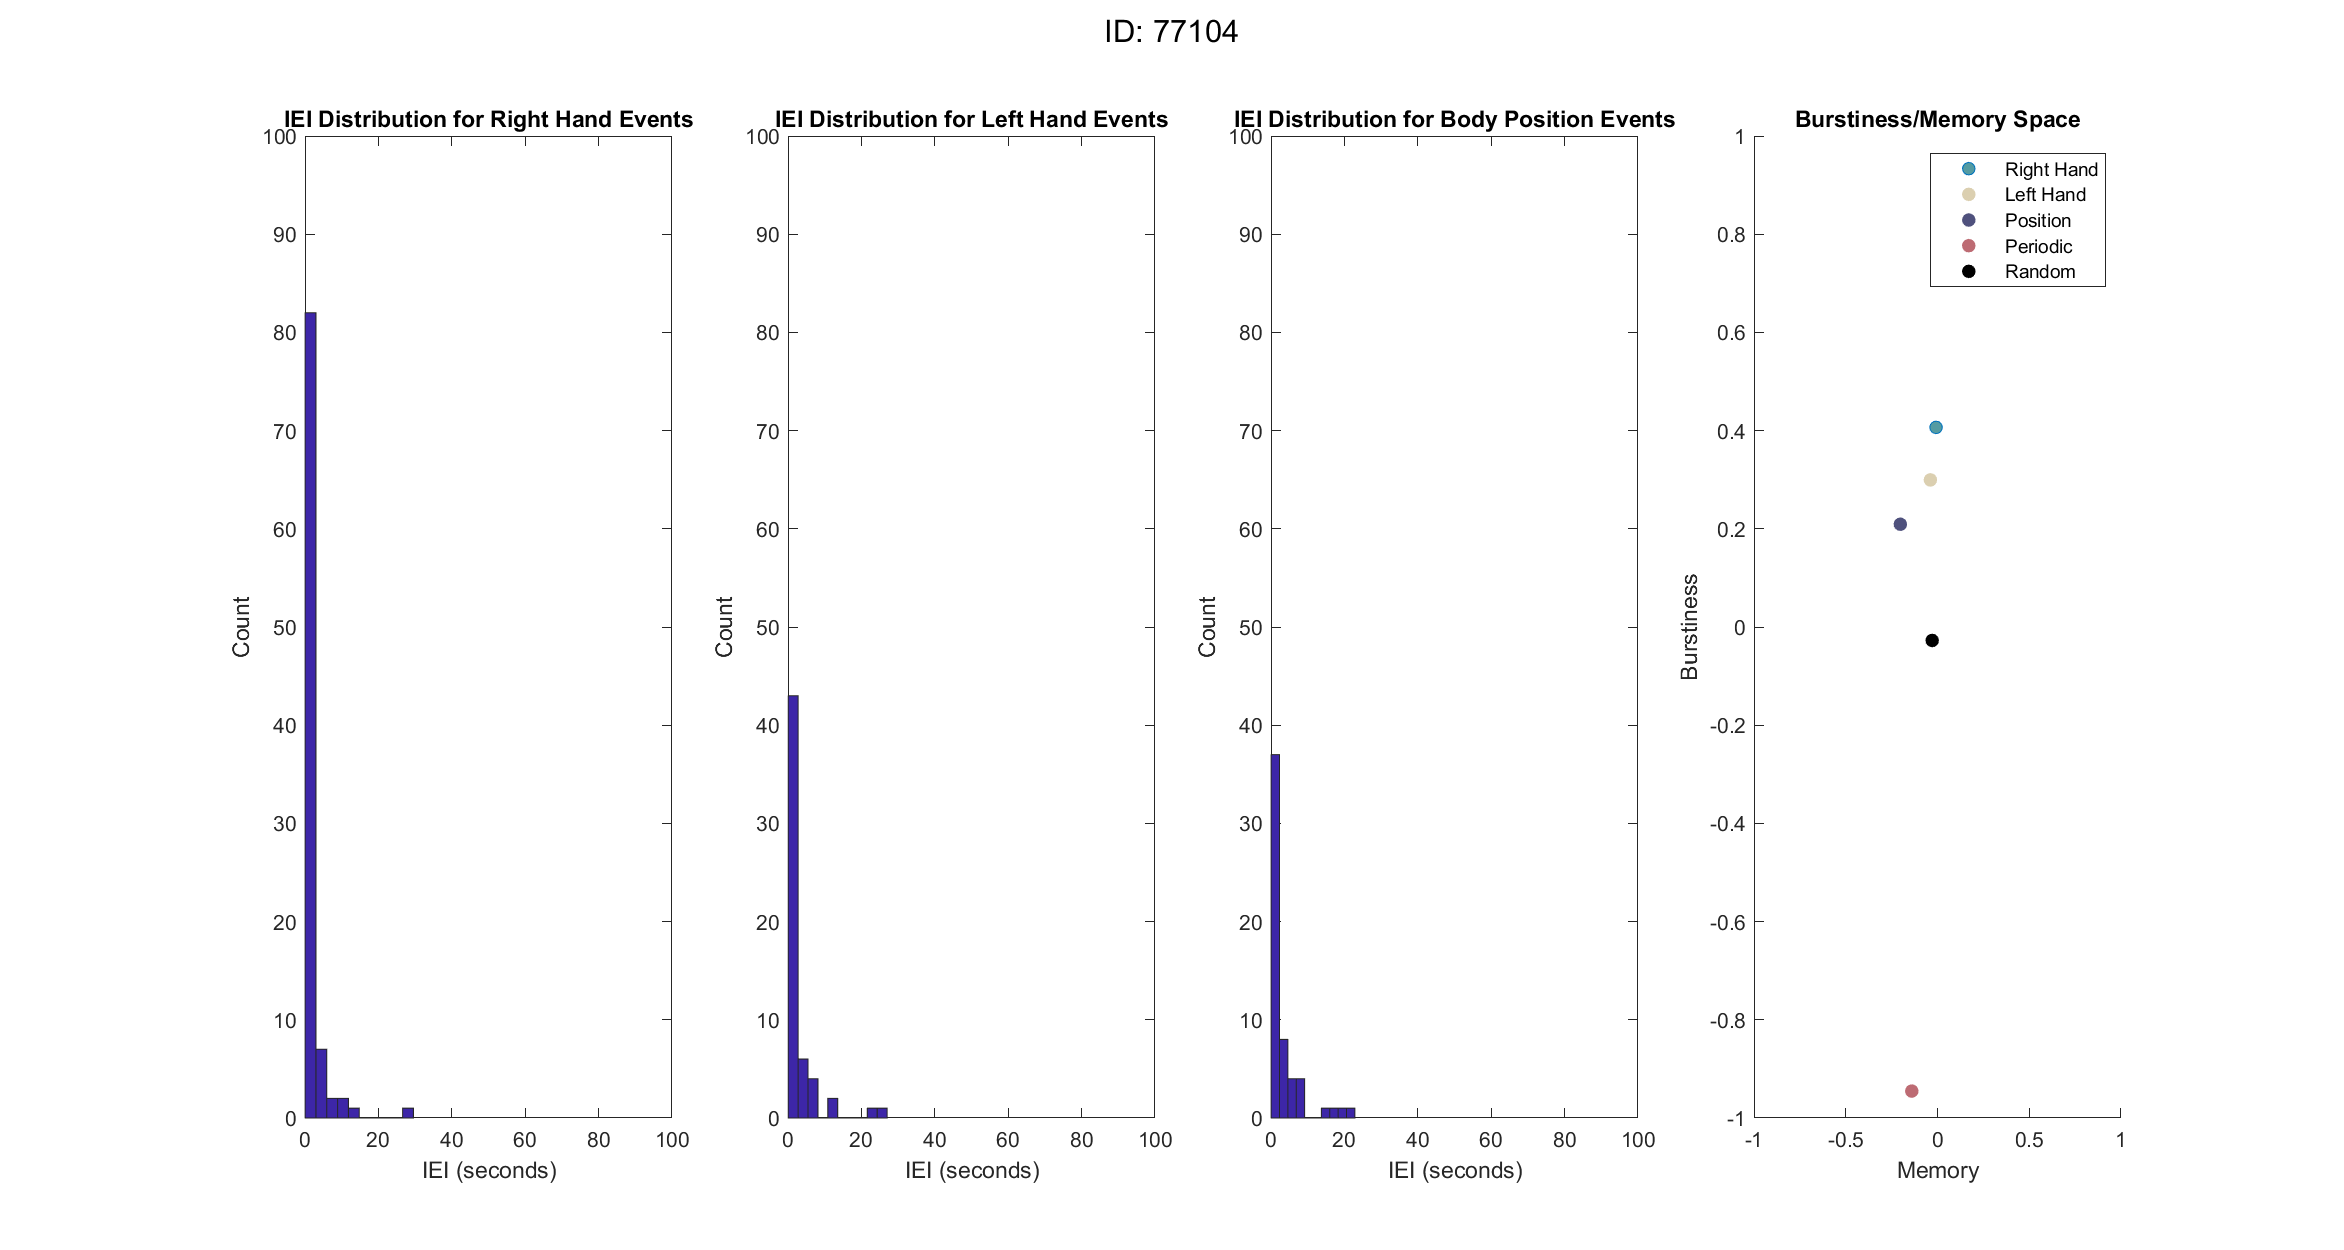 ID: 77104
IEI Distribution for Right Hand Events
100
90
80
70
60
50
40
30
20
10
0
Count
0 20 40 60 80 100
IEI (seconds)
IEI Distribution for Left Hand Events
100
90
80
70
60
50
40
30
20
10
0
Count
0 20 40 60 80 100
IEI (seconds)
IEI Distribution for Body Position Events
100
90
80
70
60
50
40
30
20
10
0
Count
0 20 40 60 80 100
IEI (seconds)
Burstiness/Memory Space
Right Hand
Left Hand
Position
Periodic
Random
1
0.8
0.6
0.4
0.2
0
-0.2
-0.4
-0.6
-0.8
-1
Burstiness
-1 -0.5 0 0.5 1
Memory